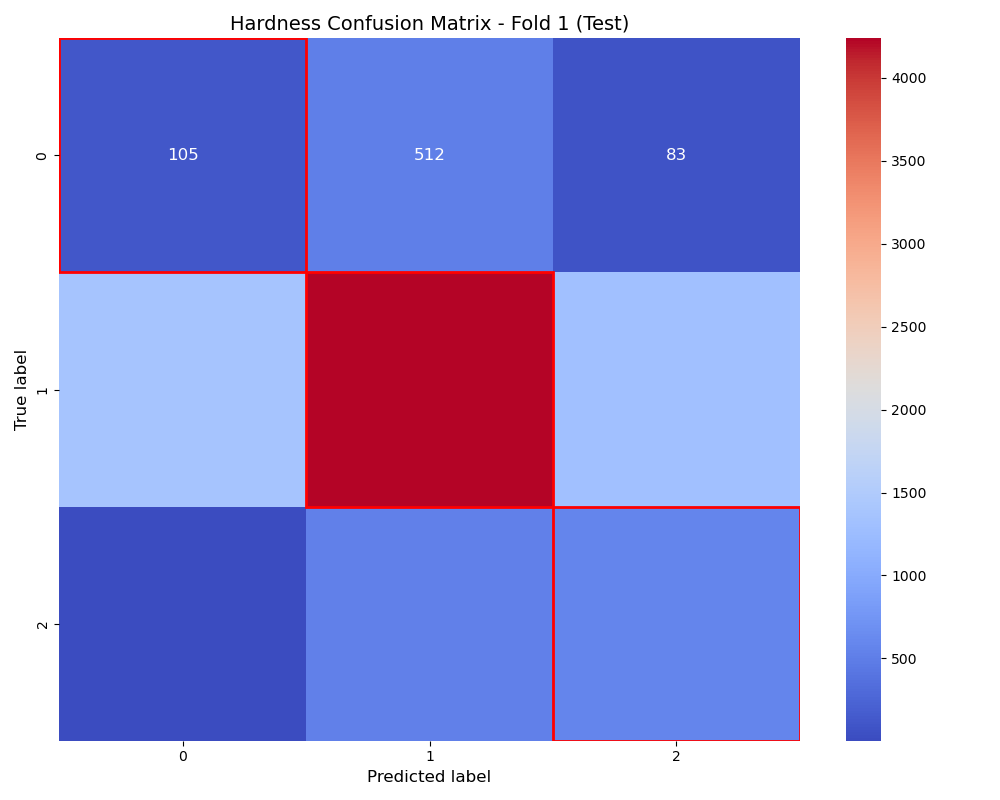 Hardness Confusion Matrix - Fold 1 (Test)
105 512 83
0
1
2
True label
0 1 2
Predicted label
4000
3500
3000
2500
2000
1500
1000
500